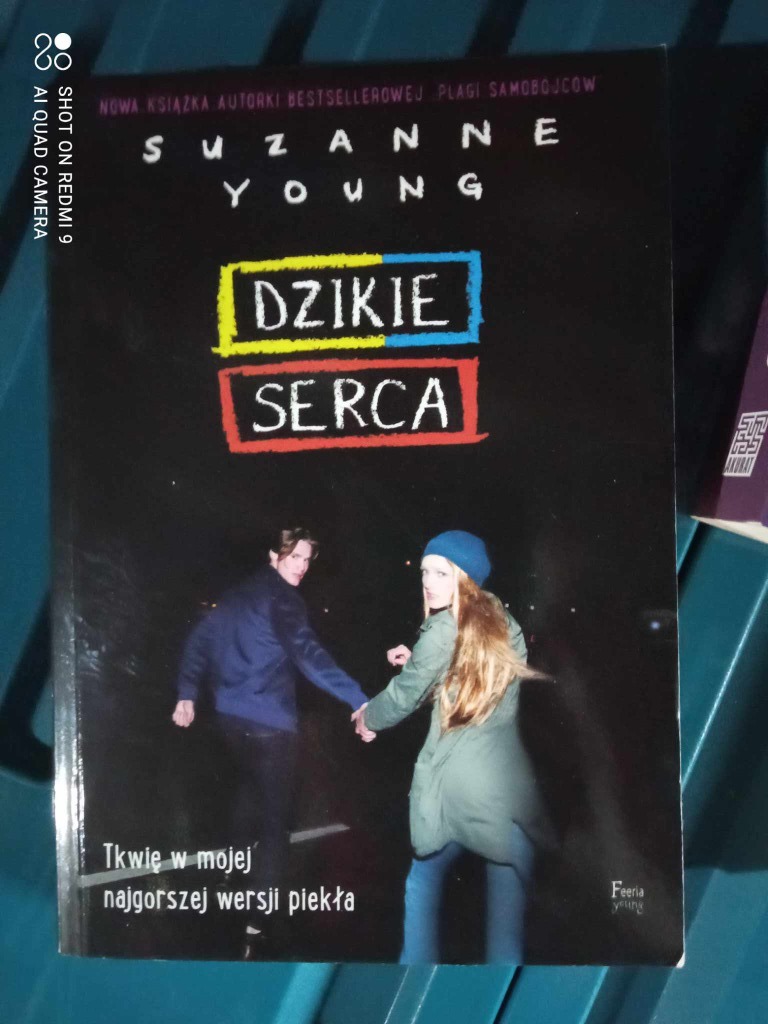 SHOT ON REDMI 9
AI QUAD CAMERA
NOWA KSIĄŻKA AUTORKI BESTSELLEROWEJ „PLAGI SAMOBÓJCÓW
SUZANNE
YOUNG
DZIKIE
SERCA
Tkwię w mojej
najgorszej wersji piekła
Feeria
young
AKURAT